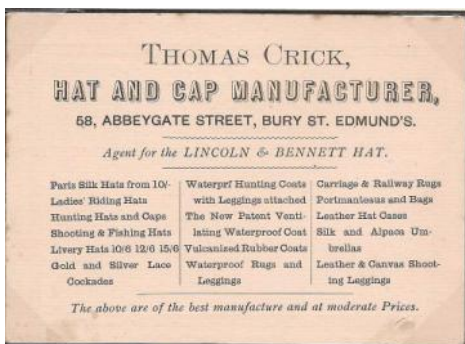 THOMAS CRICK,
HAT AND CAP MANUFACTURER,
58, ABBEYGATE STREET, BURY ST. EDMUND'S.
Agent for the LINCOLN & BENNETT HAT.
Paris Silk Hats from 10/-
Ladies' Riding Hats
Hunting Hats and Caps
Shooting & Fishing Hats
Livery Hats 10/6 12/6 15/6
Gold and Silver Lace
Cockades
Waterprf Hunting Coats
with Leggings attached
The New Patent Venti-
lating Waterproof Coat
Vulcanized Rubber Coats
Waterproof Rugs and
Leggings
Carriage & Railway Rugs
Portmanteaus and Bags
Leather Hat Cases
Silk and Alpaca Um-
brellas
Leather & Canvas Shoot-
ing Leggings
The above are of the best manufacture and at moderate Prices.